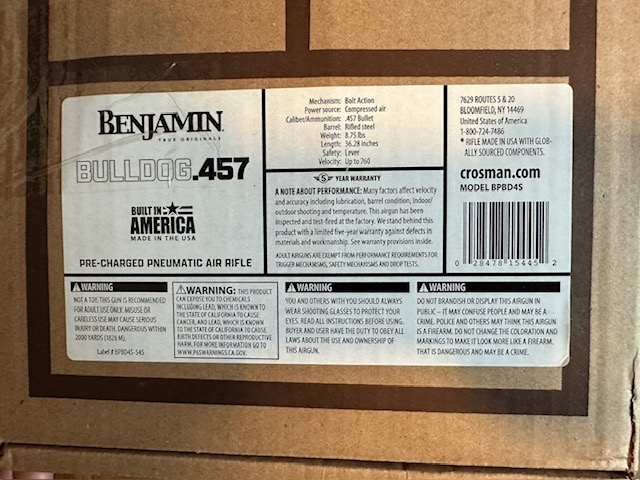 BENJAMIN
TRUE ORIGINALS
BULLDOG.457
BUILT IN
AMERICA
MADE IN THE USA
PRE-CHARGED PNEUMATIC AIR RIFLE
Mechanism: Bolt Action
Power source: Compressed air
Caliber/Ammunition: .457 Bullet
Barrel: Rifled steel
Weight: 8.75 lbs
Length: 36.28 inches
Safety: Lever
Velocity: Up to 760
5 YEAR WARRANTY
A NOTE ABOUT PERFORMANCE: Many factors affect velocity
and accuracy including lubrication, barrel condition, indoor/
outdoor shooting and temperature. This airgun has been
inspected and test-fired at the factory. We stand behind this
product with a limited five-year warranty against defects in
materials and workmanship. See warranty provisions inside.
ADULT AIRGUNS ARE EXEMPT FROM PERFORMANCE REQUIREMENTS FOR
TRIGGER MECHANISMS, SAFETY MECHANISMS AND DROP TESTS.
7629 ROUTES 5 & 20
BLOOMFIELD, NY 14469
United States of America
1-800-724-7486
* RIFLE MADE IN USA WITH GLOB-
ALLY SOURCED COMPONENTS.
crosman.com
MODEL BPBD4S
0 28478 15445 2
WARNING
NOT A TOY. THIS GUN IS RECOMMENDED
FOR ADULT USE ONLY. MISUSE OR
CARELESS USE MAY CAUSE SERIOUS
INJURY OR DEATH. DANGEROUS WITHIN
2000 YARDS (1828 M).
Label # BPBD4S-545
WARNING: THIS PRODUCT
CAN EXPOSE YOU TO CHEMICALS
INCLUDING LEAD, WHICH IS KNOWN TO
THE STATE OF CALIFORNIA TO CAUSE
CANCER, AND LEAD, WHICH IS KNOWN
TO THE STATE OF CALIFORNIA TO CAUSE
BIRTH DEFECTS OR OTHER REPRODUCTIVE
HARM. FOR MORE INFORMATION GO TO
WWW.P65WARNINGS.CA.GOV.
WARNING
YOU AND OTHERS WITH YOU SHOULD ALWAYS
WEAR SHOOTING GLASSES TO PROTECT YOUR
EYES. READ ALL INSTRUCTIONS BEFORE USING.
BUYER AND USER HAVE THE DUTY TO OBEY ALL
LAWS ABOUT THE USE AND OWNERSHIP OF
THIS AIRGUN.
WARNING
DO NOT BRANDISH OR DISPLAY THIS AIRGUN IN
PUBLIC – IT MAY CONFUSE PEOPLE AND MAY BE A
CRIME. POLICE AND OTHERS MAY THINK THIS AIRGUN
IS A FIREARM. DO NOT CHANGE THE COLORATION AND
MARKINGS TO MAKE IT LOOK MORE LIKE A FIREARM.
THAT IS DANGEROUS AND MAY BE A CRIME.